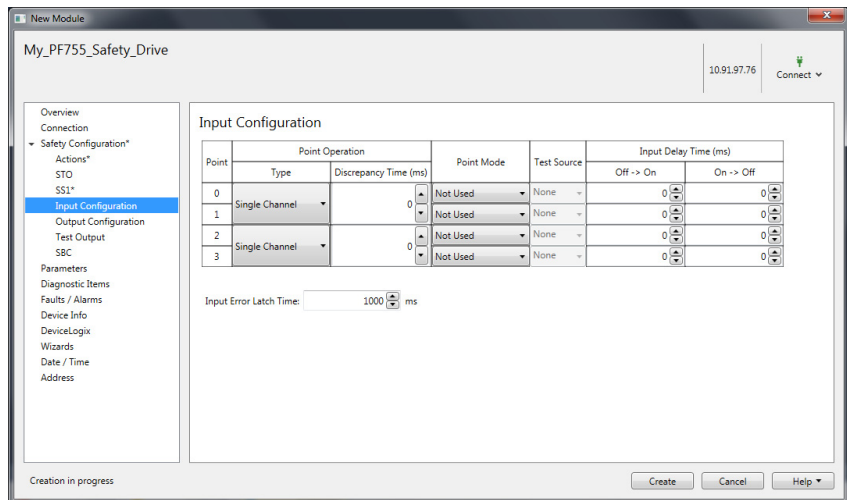 New Module
My_PF755_Safety_Drive
10.91.97.76
Connect
Overview
Connection
Safety Configuration*
Actions*
STO
SS1*
Input Configuration
Output Configuration
Test Output
SBC
Parameters
Diagnostic Items
Faults / Alarms
Device Info
DeviceLogix
Wizards
Date / Time
Address
Input Configuration
Point Operation
Input Delay Time (ms)
Point
Point Mode
Test Source
Type
Discrepancy Time (ms)
Off -> On
On -> Off
0
Single Channel
0
Not Used
None
0
0
1
Not Used
None
0
0
2
Single Channel
0
Not Used
None
0
0
3
Not Used
None
0
0
Input Error Latch Time: 1000 ms
Creation in progress
Create
Cancel
Help